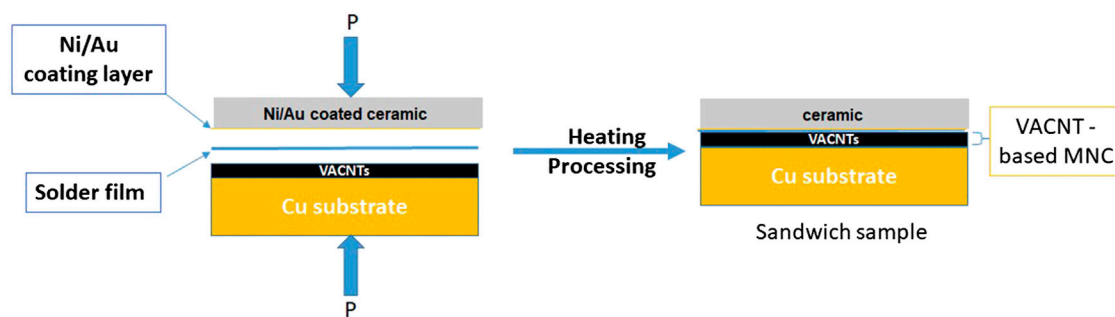 P
Ni/Au
coating layer
Ni/Au coated ceramic
Solder film
VACNTs
Cu substrate
P
Heating
Processing
ceramic
VACNTs
Cu substrate
VACNT -
based MNC
Sandwich sample